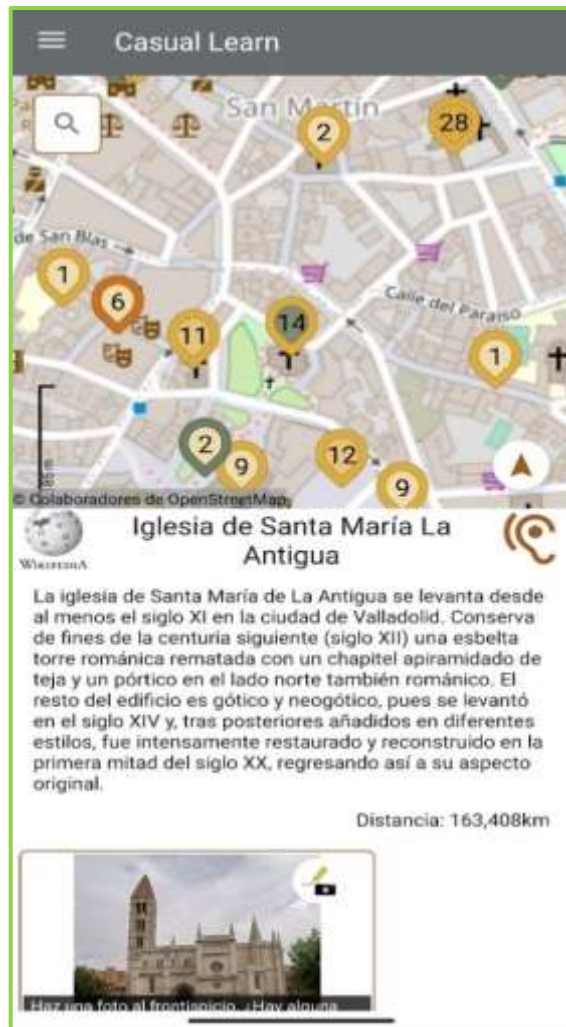 Casual Learn
San Martín
2
28
de San Blas
1
6
11
14
Calle del Paraíso
1
2
9
12
9
© Colaboradores de OpenStreetMap
WIKIPEDIA
Iglesia de Santa María La
Antigua
La iglesia de Santa María de La Antigua se levanta desde
al menos el siglo XI en la ciudad de Valladolid. Conserva
de fines de la centuria siguiente (siglo XII) una esbelta
torre románica rematada con un chapitel apiramidado de
teja y un pórtico en el lado norte también románico. El
resto del edificio es gótico y neogótico, pues se levantó
en el siglo XIV y, tras posteriores añadidos en diferentes
estilos, fue intensamente restaurado y reconstruido en la
primera mitad del siglo XX, regresando así a su aspecto
original.
Distancia: 163,408km
Haz una foto al frontispicio. ¿Hay alguna